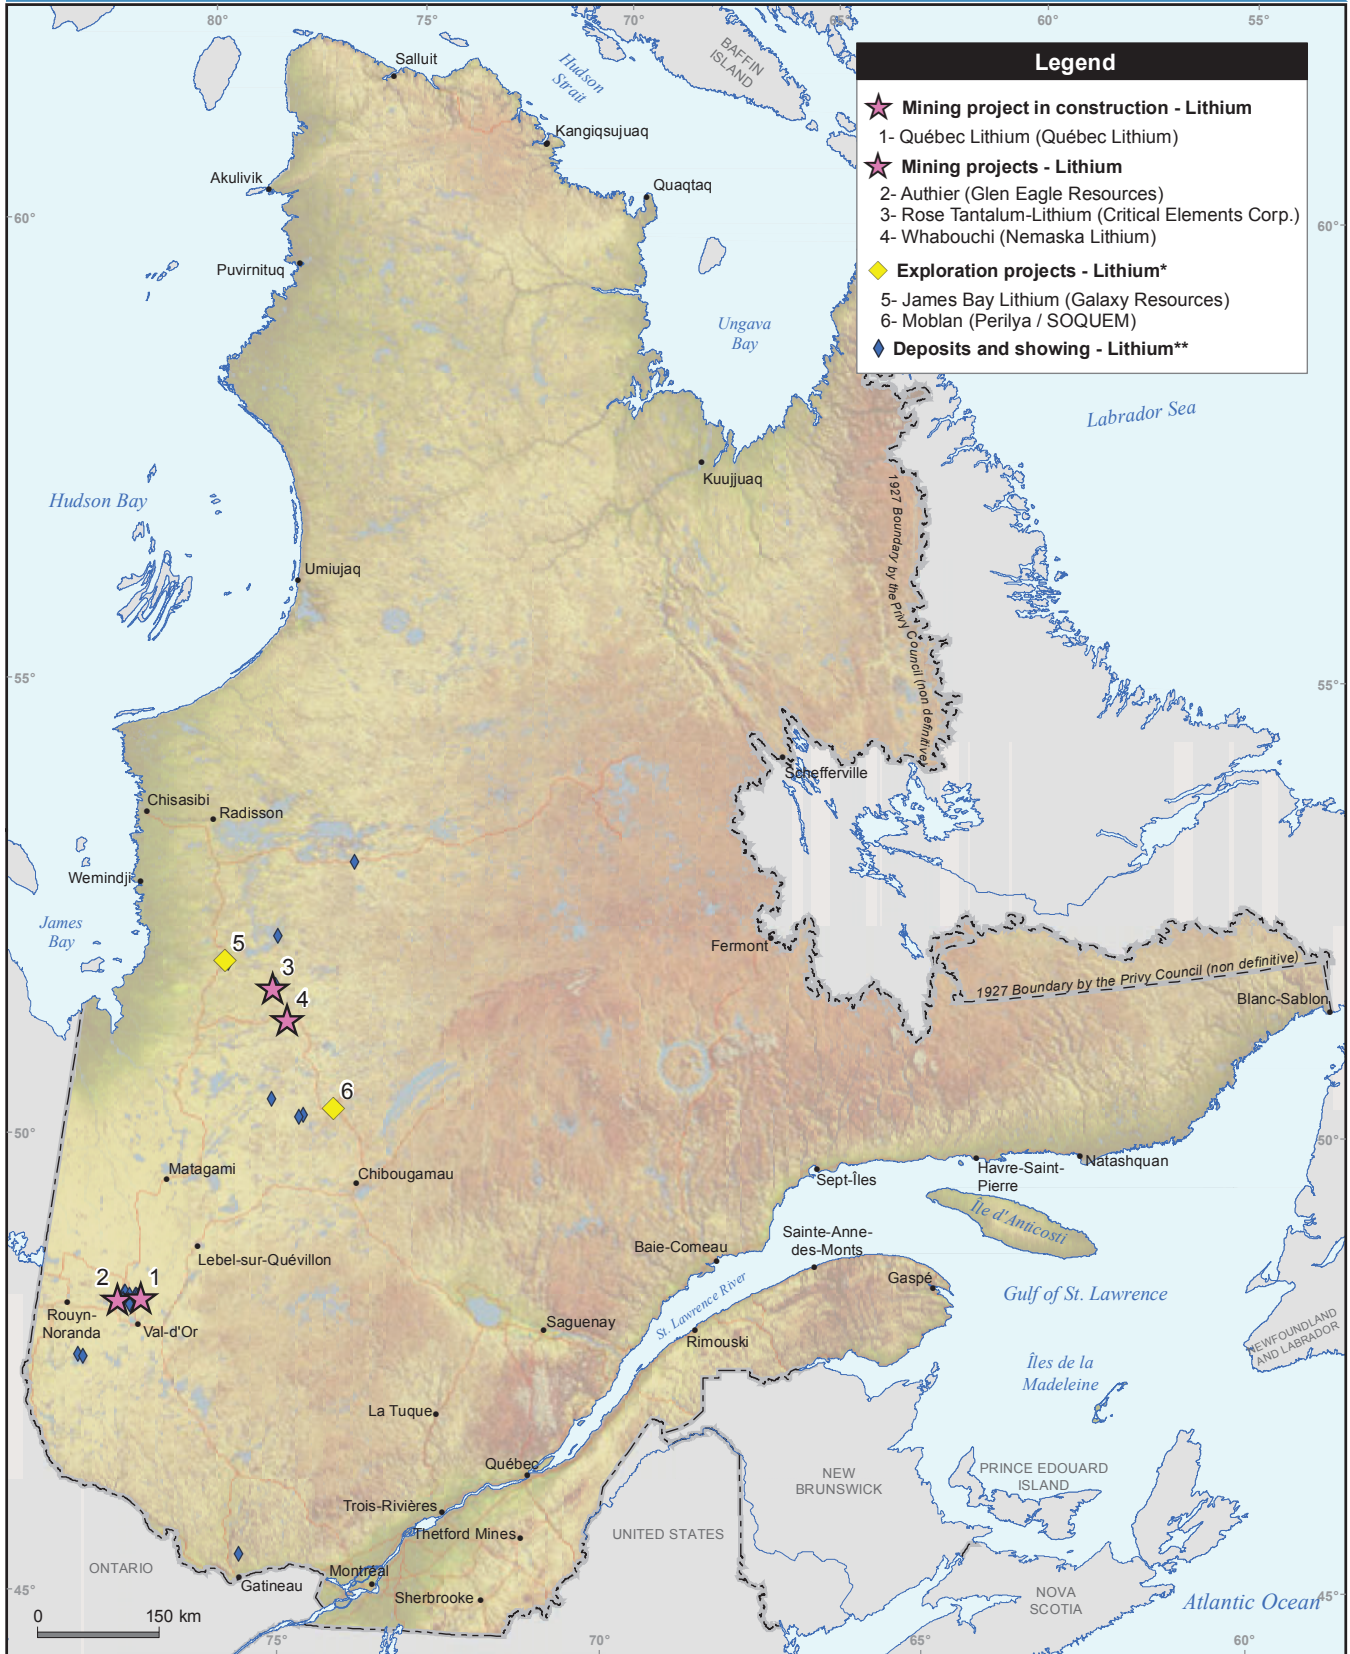 80°
75°
70°
65°
60°
55°
Legend
Mining project in construction - Lithium
1- Québec Lithium (Québec Lithium)
Mining projects - Lithium
2- Authier (Glen Eagle Resources)
3- Rose Tantalum-Lithium (Critical Elements Corp.)
4- Whabouchi (Nemaska Lithium)
Exploration projects - Lithium*
5- James Bay Lithium (Galaxy Resources)
6- Moblan (Perilya / SOQUEM)
Deposits and showing - Lithium**
BAFFIN
ISLAND
Hudson
Strait
Salluit
Kangiqsujuaq
Akulivik
Quaqtaq
60°
60°
Puvirnituq
Ungava
Bay
Labrador Sea
Kuujjuaq
Hudson Bay
1927 Boundary by the Privy Council (non definitive)
Umiujaq
55°
55°
Schefferville
Chisasibi
Radisson
Wemindji
James
Bay
5
Fermont
3
4
1927 Boundary by the Privy Council (non definitive)
Blanc-Sablon
6
50°
50°
Matagami
Chibougamau
Sept-Îles
Havre-Saint-
Pierre
Natashquan
Île d'Anticosti
Sainte-Anne-
des-Monts
Baie-Comeau
Lebel-sur-Quévillon
2
1
Gaspé
Gulf of St. Lawrence
St. Lawrence River
Rouyn-
Noranda
Val-d'Or
Saguenay
Rimouski
NEWFOUNDLAND
AND LABRADOR
Îles de la
Madeleine
La Tuque
Québec
NEW
BRUNSWICK
PRINCE EDOUARD
ISLAND
Trois-Rivières
Thetford Mines
UNITED STATES
ONTARIO
Gatineau
Montréal
Sherbrooke
NOVA
SCOTIA
Atlantic Ocean
45°
45°
0
150 km
75°
70°
65°
60°